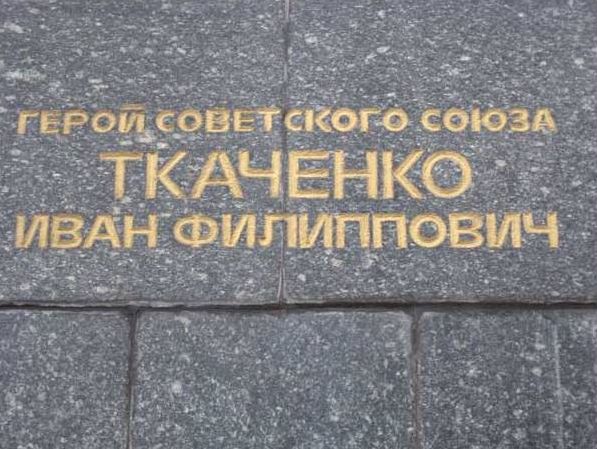 ГЕРОЙ СОВЕТСКОГО СОЮЗА
ТКАЧЕНКО
ИВАН ФИЛИППОВИЧ